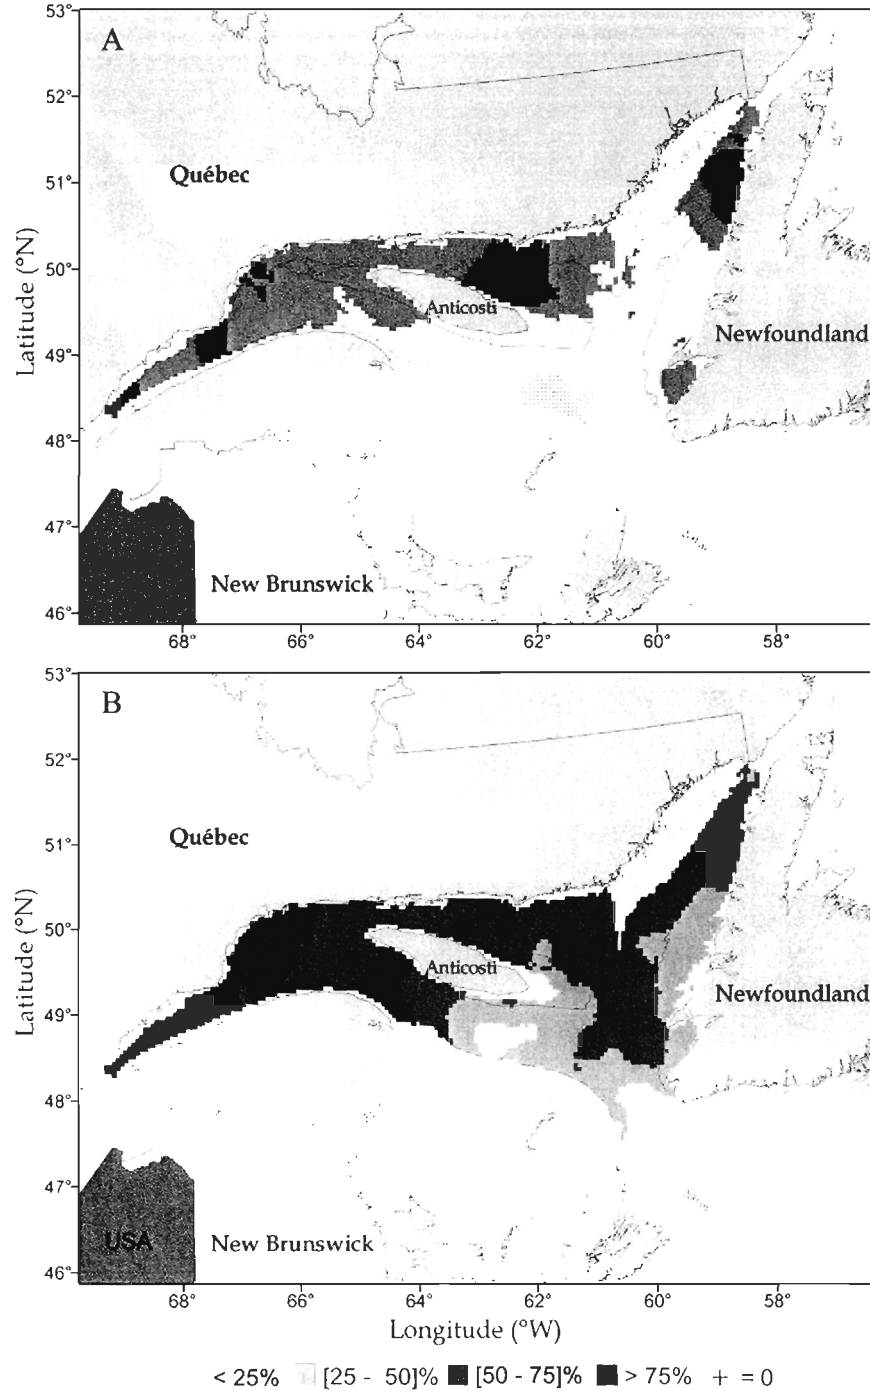 A
53°
52°
51°
50°
49°
48°
47°
46°
Latitude (°N)
Québec
Anticosti
Newfoundland
New Brunswick
68° 66° 64° 62° 60° 58°
B
53°
52°
51°
50°
49°
48°
47°
46°
Latitude (°N)
Québec
Anticosti
Newfoundland
USA
New Brunswick
68° 66° 64° 62° 60° 58°
Longitude (°W)
< 25% [25 - 50]% [50 - 75]% > 75% + = 0